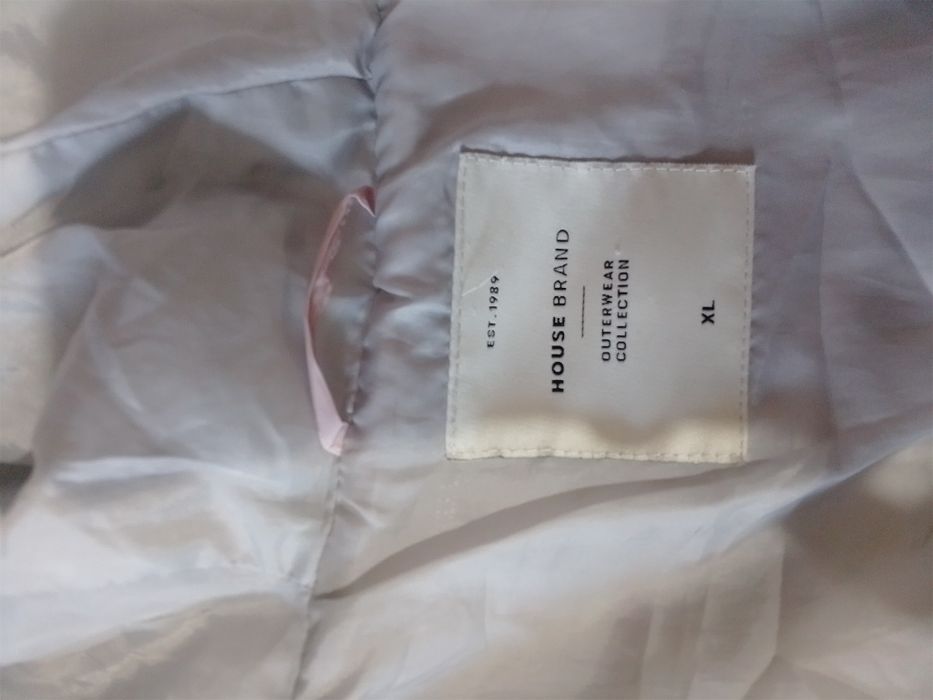 EST.1989
HOUSE BRAND
OUTERWEAR
COLLECTION
XL